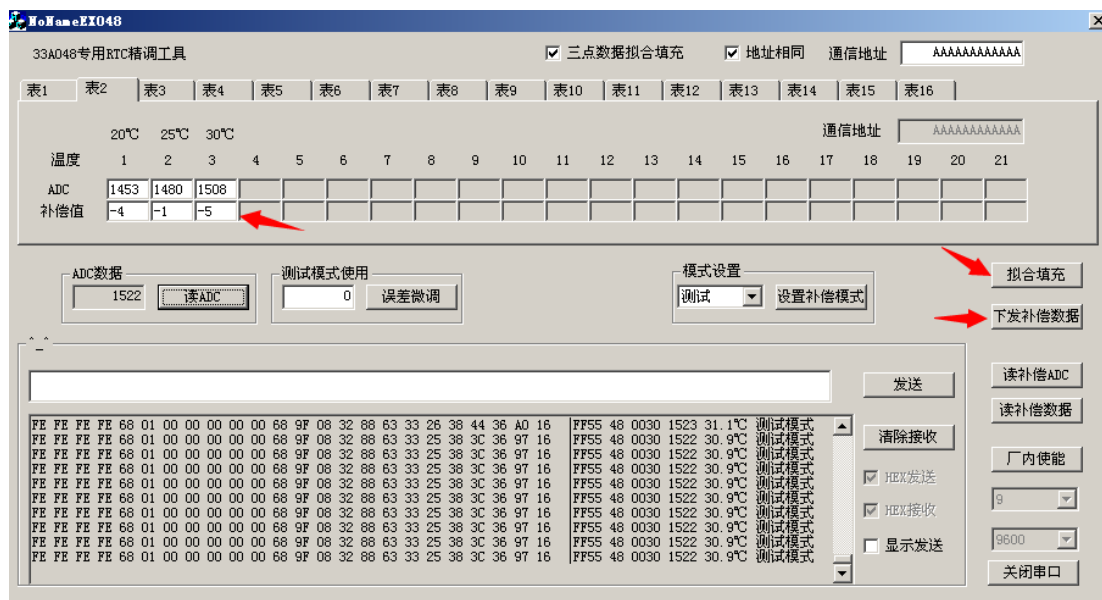 NoNameEX048
33A048专用RTC精调工具
三点数据拟合填充
地址相同
通信地址 AAAAAAAAAAAA
表1 表2 表3 表4 表5 表6 表7 表8 表9 表10 表11 表12 表13 表14 表15 表16
20℃ 25℃ 30℃
通信地址 AAAAAAAAAAAA
温度 1 2 3 4 5 6 7 8 9 10 11 12 13 14 15 16 17 18 19 20 21
ADC 1453 1480 1508
补偿值 -4 -1 -5
ADC数据
1522 读ADC
测试模式使用
0 误差微调
模式设置
测试 设置补偿模式
拟合填充
下发补偿数据
^_^
发送
读补偿ADC
读补偿数据
FE FE FE FE 68 01 00 00 00 00 00 68 9F 08 32 88 63 33 26 38 44 36 A0 16 FF55 48 0030 1523 31.1℃ 测试模式
FE FE FE FE 68 01 00 00 00 00 00 68 9F 08 32 88 63 33 25 38 3C 36 97 16 FF55 48 0030 1522 30.9℃ 测试模式
FE FE FE FE 68 01 00 00 00 00 00 68 9F 08 32 88 63 33 25 38 3C 36 97 16 FF55 48 0030 1522 30.9℃ 测试模式
FE FE FE FE 68 01 00 00 00 00 00 68 9F 08 32 88 63 33 25 38 3C 36 97 16 FF55 48 0030 1522 30.9℃ 测试模式
FE FE FE FE 68 01 00 00 00 00 00 68 9F 08 32 88 63 33 25 38 3C 36 97 16 FF55 48 0030 1522 30.9℃ 测试模式
FE FE FE FE 68 01 00 00 00 00 00 68 9F 08 32 88 63 33 25 38 3C 36 97 16 FF55 48 0030 1522 30.9℃ 测试模式
FE FE FE FE 68 01 00 00 00 00 00 68 9F 08 32 88 63 33 25 38 3C 36 97 16 FF55 48 0030 1522 30.9℃ 测试模式
FE FE FE FE 68 01 00 00 00 00 00 68 9F 08 32 88 63 33 25 38 3C 36 97 16 FF55 48 0030 1522 30.9℃ 测试模式
FE FE FE FE 68 01 00 00 00 00 00 68 9F 08 32 88 63 33 25 38 3C 36 97 16 FF55 48 0030 1522 30.9℃ 测试模式
FE FE FE FE 68 01 00 00 00 00 00 68 9F 08 32 88 63 33 25 38 3C 36 97 16 FF55 48 0030 1522 30.9℃ 测试模式
清除接收
HEX发送
HEX接收
显示发送
厂内使能
9
9600
关闭串口